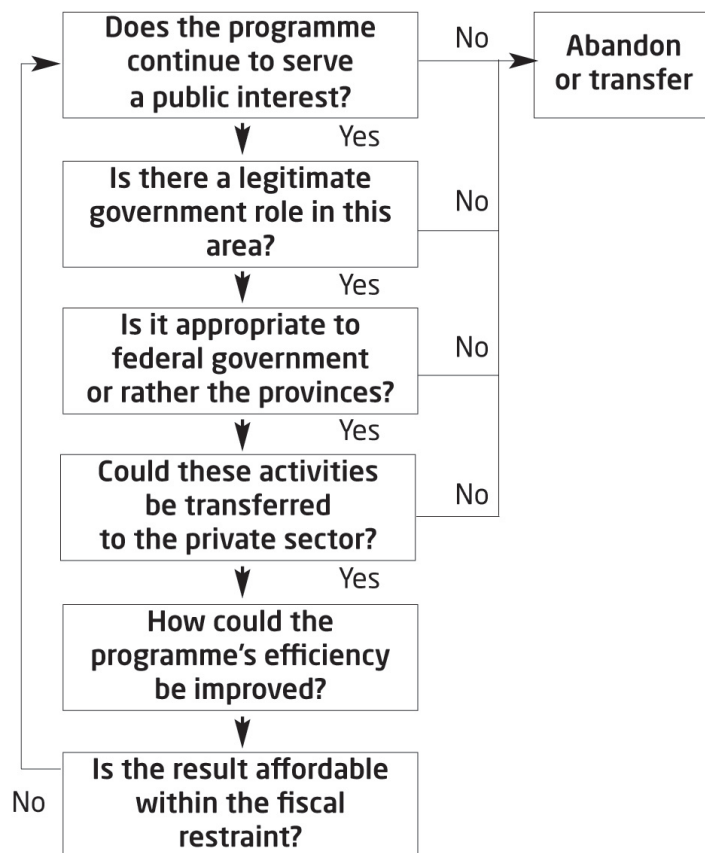 Does the programme
continue to serve
a public interest?
No
Abandon
or transfer
Yes
Is there a legitimate
government role in this
area?
No
Yes
Is it appropriate to
federal government
or rather the provinces?
No
Yes
Could these activities
be transferred
to the private sector?
No
Yes
How could the
programme's efficiency
be improved?
Is the result affordable
within the fiscal
restraint?
No